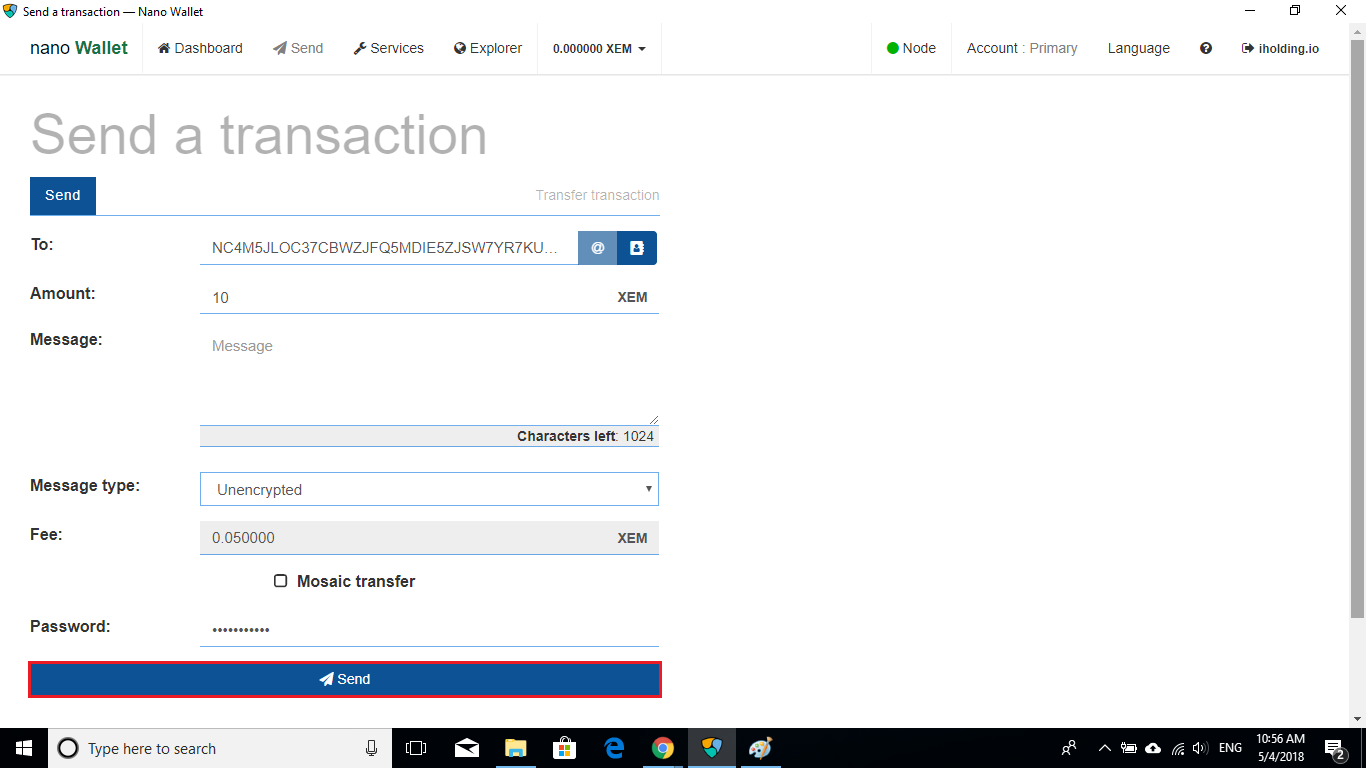 Send a transaction — Nano Wallet
nano Wallet Dashboard Send Services Explorer 0.000000 XEM Node Account : Primary Language iholding.io
Send a transaction
Send Transfer transaction
To: NC4M5JLOC37CBWZJFQ5MDIE5ZJSW7YR7KU… @
Amount: 10 XEM
Message: Message
Characters left: 1024
Message type: Unencrypted
Fee: 0.050000 XEM
Mosaic transfer
Password: •••••••••••
Send
Type here to search ENG 10:56 AM
5/4/2018 2